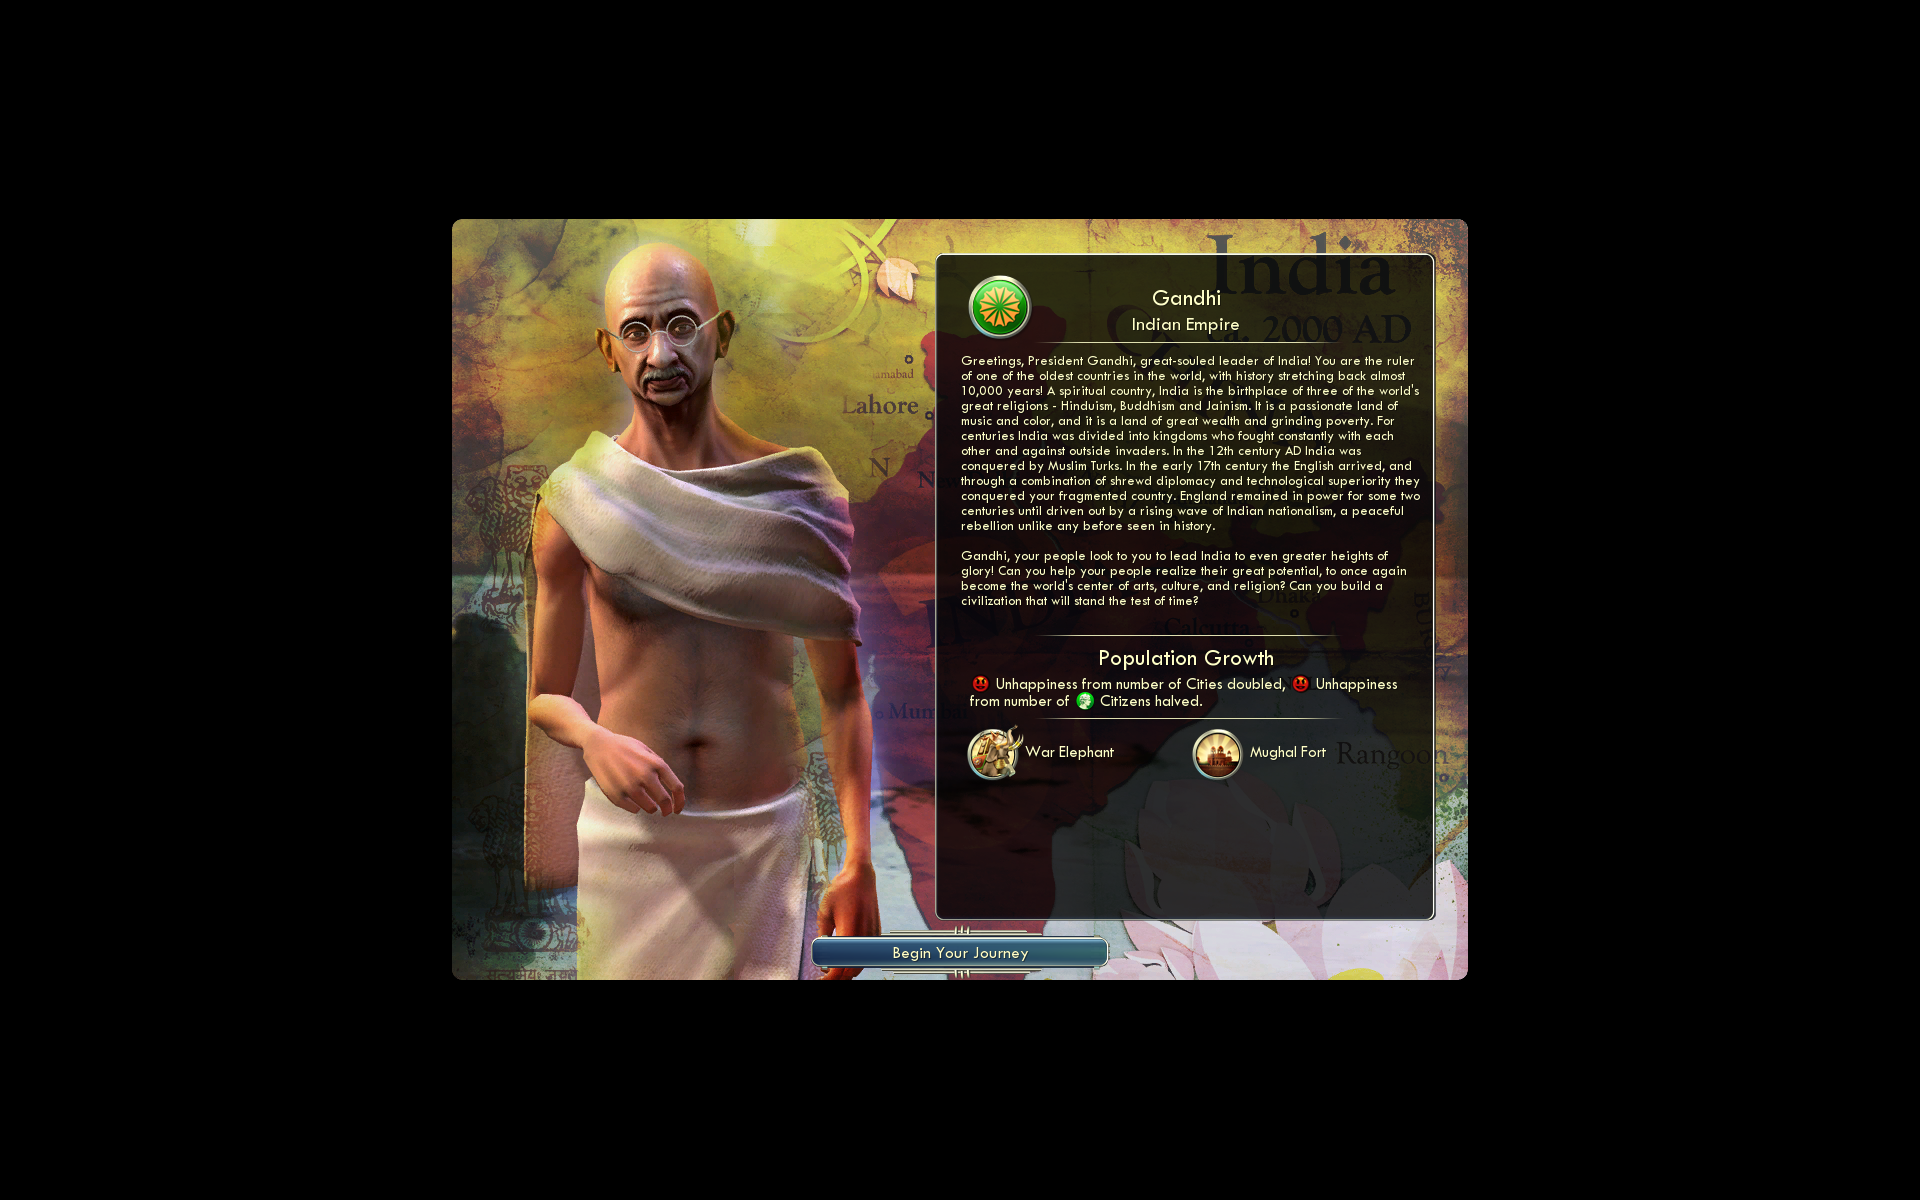 India
Gandhi
ca. 2000 AD
Indian Empire
Greetings, President Gandhi, great-souled leader of India! You are the ruler
of one of the oldest countries in the world, with history stretching back almost
10,000 years! A spiritual country, India is the birthplace of three of the world's
great religions - Hinduism, Buddhism and Jainism. It is a passionate land of
music and color, and it is a land of great wealth and grinding poverty. For
centuries India was divided into kingdoms who fought constantly with each
other and against outside invaders. In the 12th century AD India was
conquered by Muslim Turks. In the early 17th century the English arrived, and
through a combination of shrewd diplomacy and technological superiority they
conquered your fragmented country. England remained in power for some two
centuries until driven out by a rising wave of Indian nationalism, a peaceful
rebellion unlike any before seen in history.
Gandhi, your people look to you to lead India to even greater heights of
glory! Can you help your people realize their great potential, to once again
become the world's center of arts, culture, and religion? Can you build a
civilization that will stand the test of time?
Lahore
N
Dhaka
Calcutta
Population Growth
Unhappiness from number of Cities doubled, Unhappiness
from number of Citizens halved.
Mumbai
War Elephant
Mughal Fort
Rangoon
Begin Your Journey